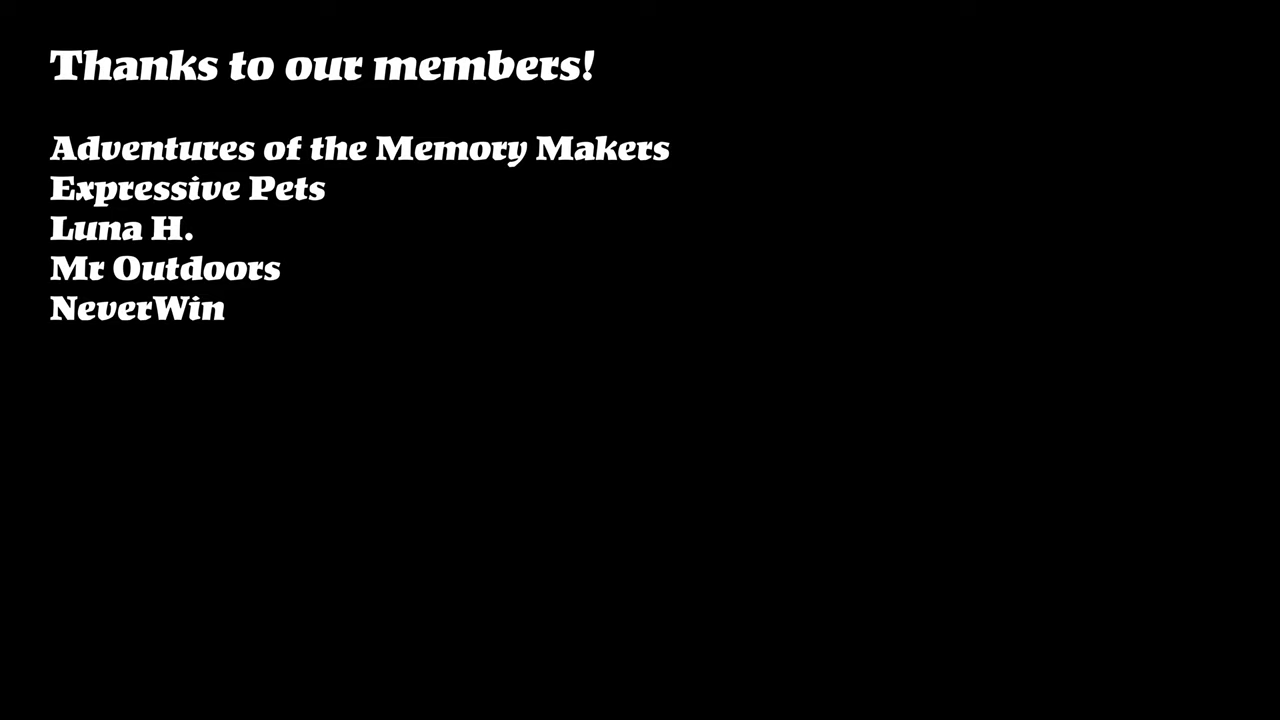 Thanks to our members!
Adventures of the Memory Makers
Expressive Pets
Luna H.
Mr Outdoors
NeverWin